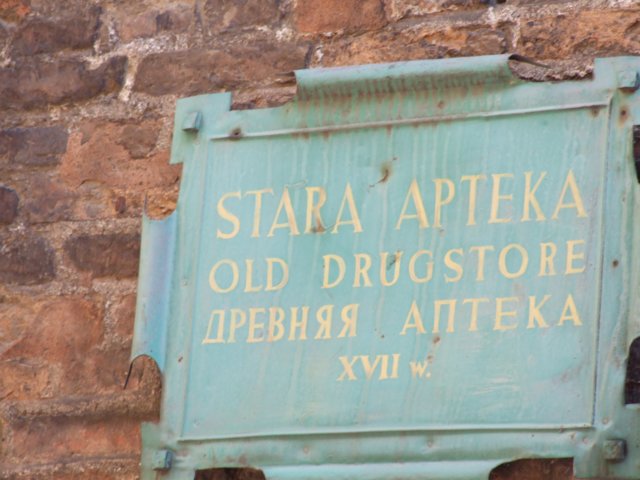 STARA APTEKA
OLD DRUGSTORE
ДРЕВНЯЯ АПТЕКА
XVII w.